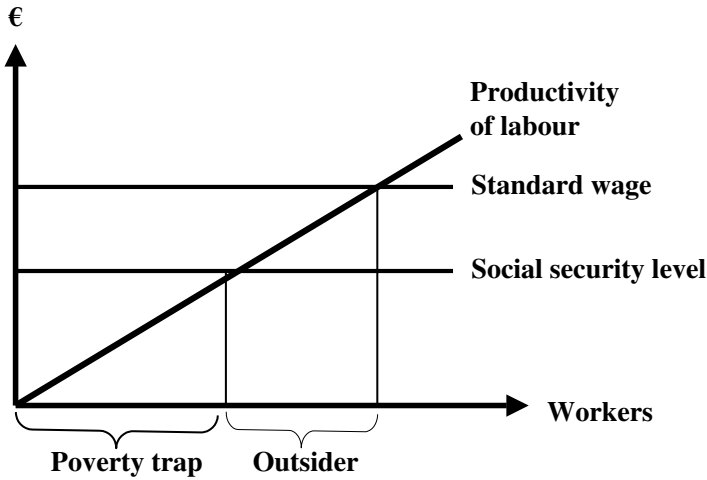 €
Productivity
of labour
Standard wage
Social security level
Workers
Poverty trap
Outsider